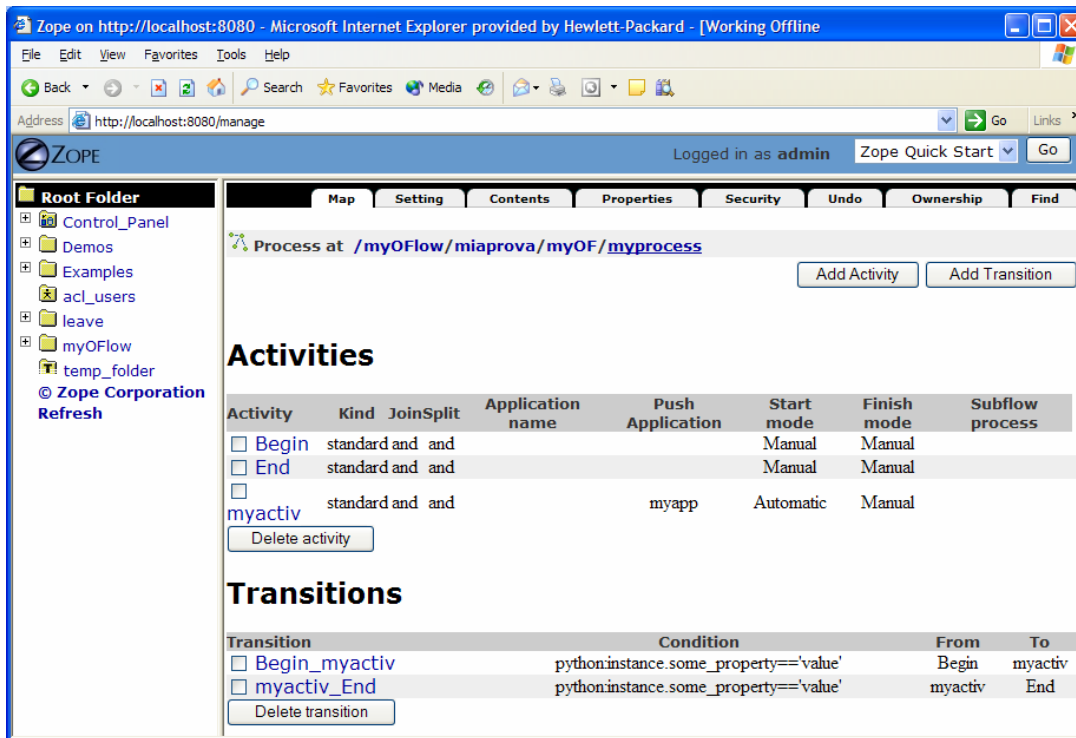 Zope on http://localhost:8080 - Microsoft Internet Explorer provided by Hewlett-Packard - [Working Offline
File Edit View Favorites Tools Help
Back Search Favorites Media
Address http://localhost:8080/manage Go Links
ZOPE Logged in as admin Zope Quick Start Go
Root Folder
Control_Panel
Demos
Examples
acl_users
leave
myOFlow
temp_folder
© Zope Corporation
Refresh
Map Setting Contents Properties Security Undo Ownership Find
Process at /myOFlow/miaprova/myOF/myprocess
Add Activity Add Transition
Activities
Activity Kind JoinSplit Application name Push Application Start mode Finish mode Subflow process
Begin standard and and Manual Manual
End standard and and Manual Manual
myactiv standard and and myapp Automatic Manual
Delete activity
Transitions
Transition Condition From To
Begin_myactiv python:instance.some_property=='value' Begin myactiv
myactiv_End python:instance.some_property=='value' myactiv End
Delete transition